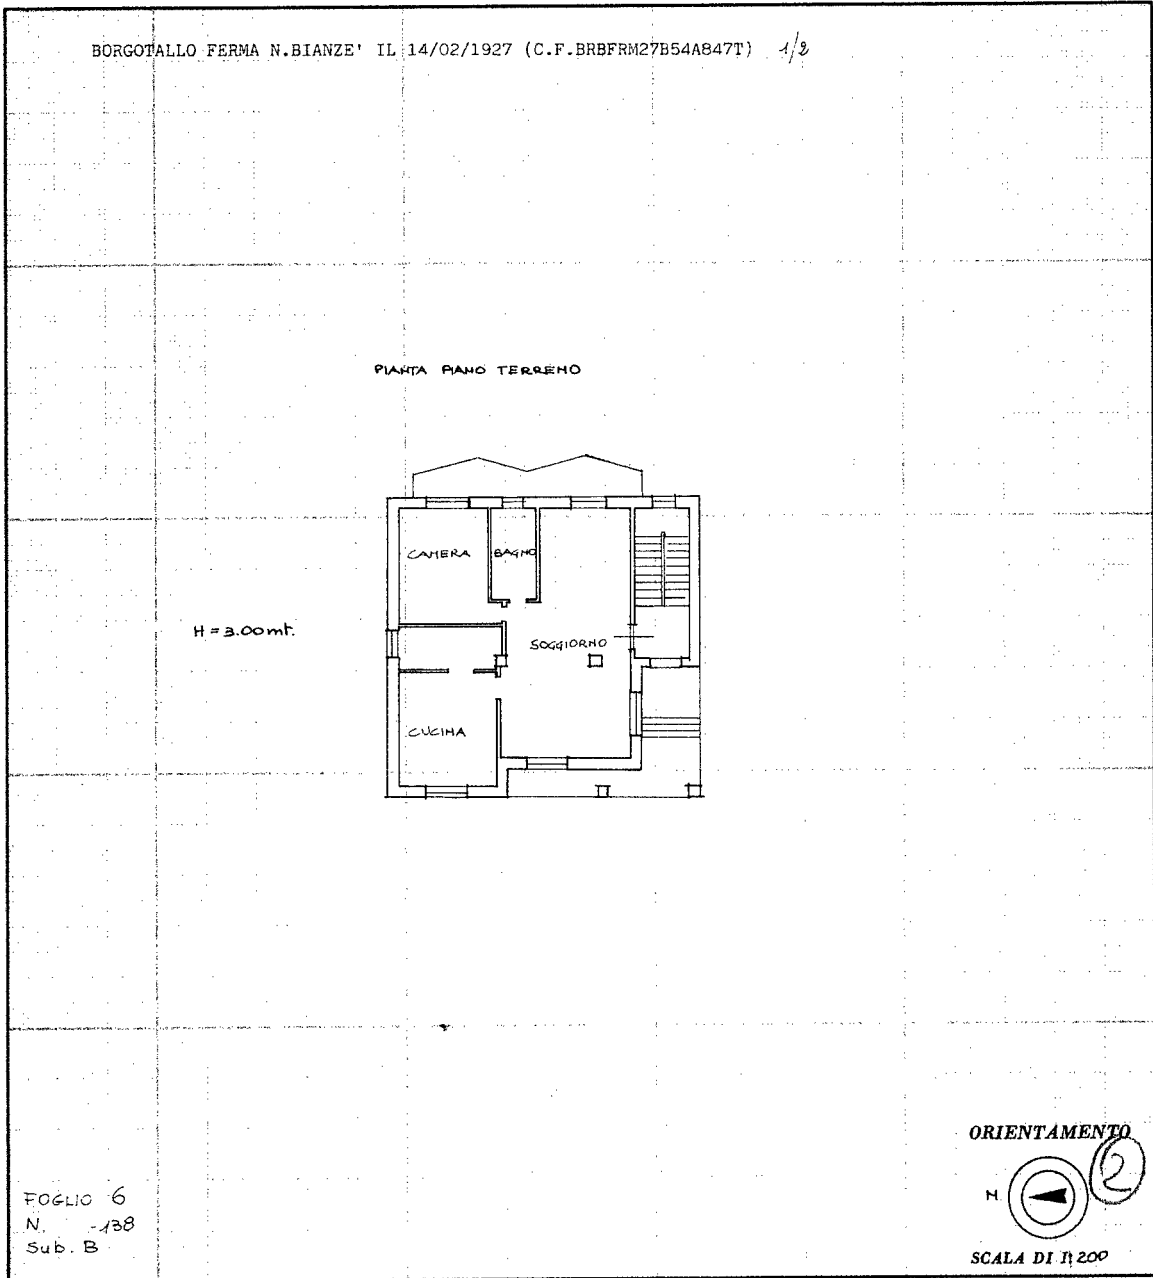 BORGOTALLO FERMA N.BIANZE' IL 14/02/1927 (C.F.BRBFRM27B54A847T) 1/2
PIANTA PIANO TERRENO
CAMERA
BAGNO
H = 3.00 mt.
SOGGIORNO
CUCINA
ORIENTAMENTO
2
N
SCALA DI 1:200
FOGLIO 6
N. -138
Sub. B